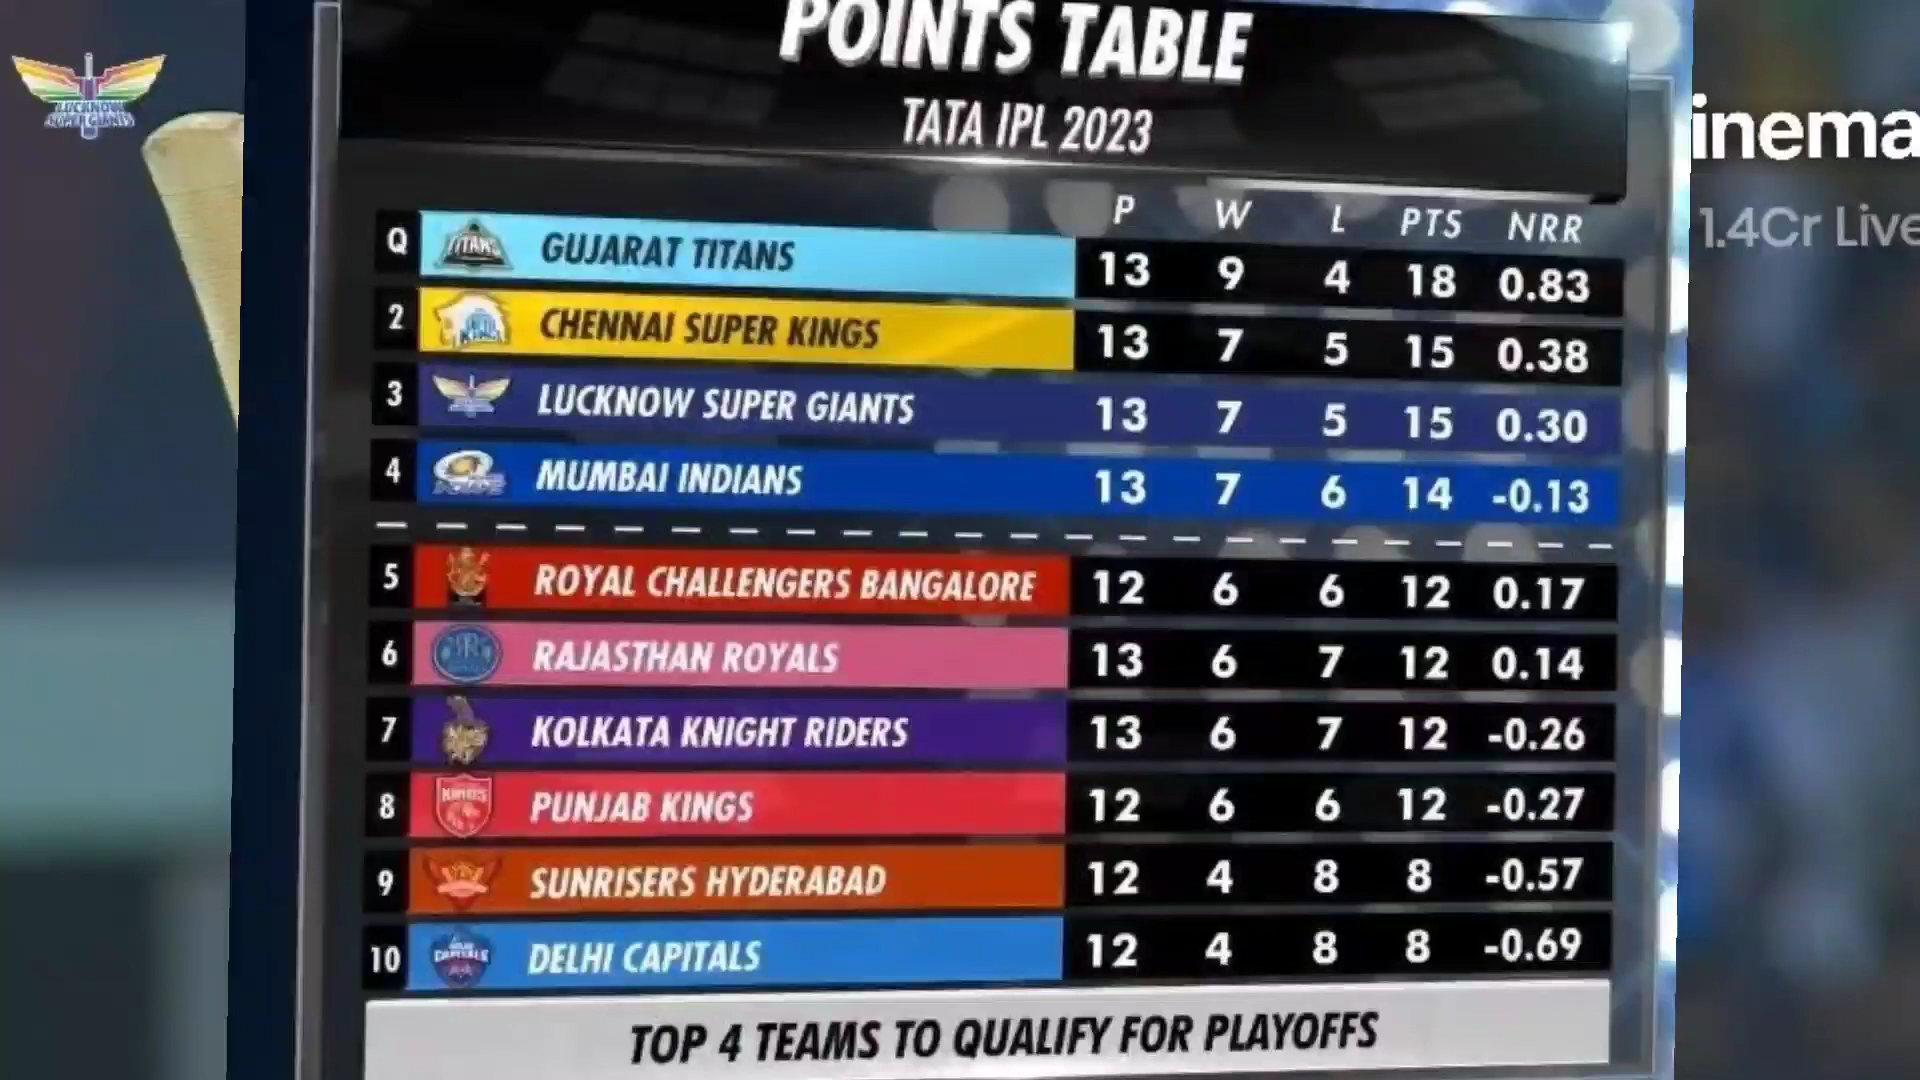 POINTS TABLE
TATA IPL 2023
P W L PTS NRR
Q GUJARAT TITANS 13 9 4 18 0.83
2 CHENNAI SUPER KINGS 13 7 5 15 0.38
3 LUCKNOW SUPER GIANTS 13 7 5 15 0.30
4 MUMBAI INDIANS 13 7 6 14 -0.13
5 ROYAL CHALLENGERS BANGALORE 12 6 6 12 0.17
6 RAJASTHAN ROYALS 13 6 7 12 0.14
7 KOLKATA KNIGHT RIDERS 13 6 7 12 -0.26
8 PUNJAB KINGS 12 6 6 12 -0.27
9 SUNRISERS HYDERABAD 12 4 8 8 -0.57
10 DELHI CAPITALS 12 4 8 8 -0.69
TOP 4 TEAMS TO QUALIFY FOR PLAYOFFS
LUCKNOW
SUPER GIANTS
inema
1.4Cr Live